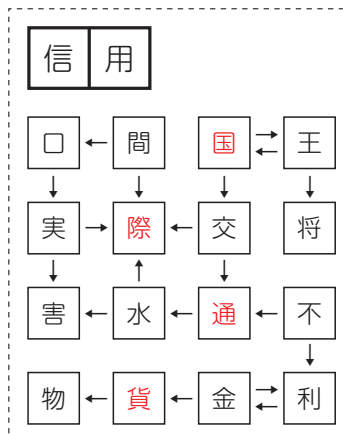 信用
口 間 国 王
実 際 交 将
害 水 通 不
物 貨 金 利